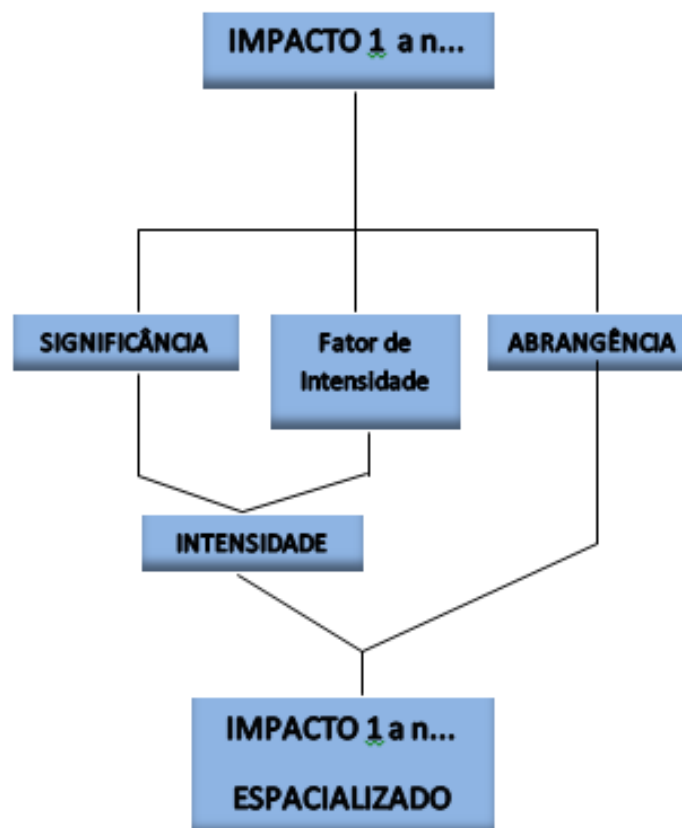 IMPACTO 1 a n...
SIGNIFICÂNCIA
Fator de
Intensidade
ABRANGÊNCIA
INTENSIDADE
IMPACTO 1 a n...
ESPACIALIZADO